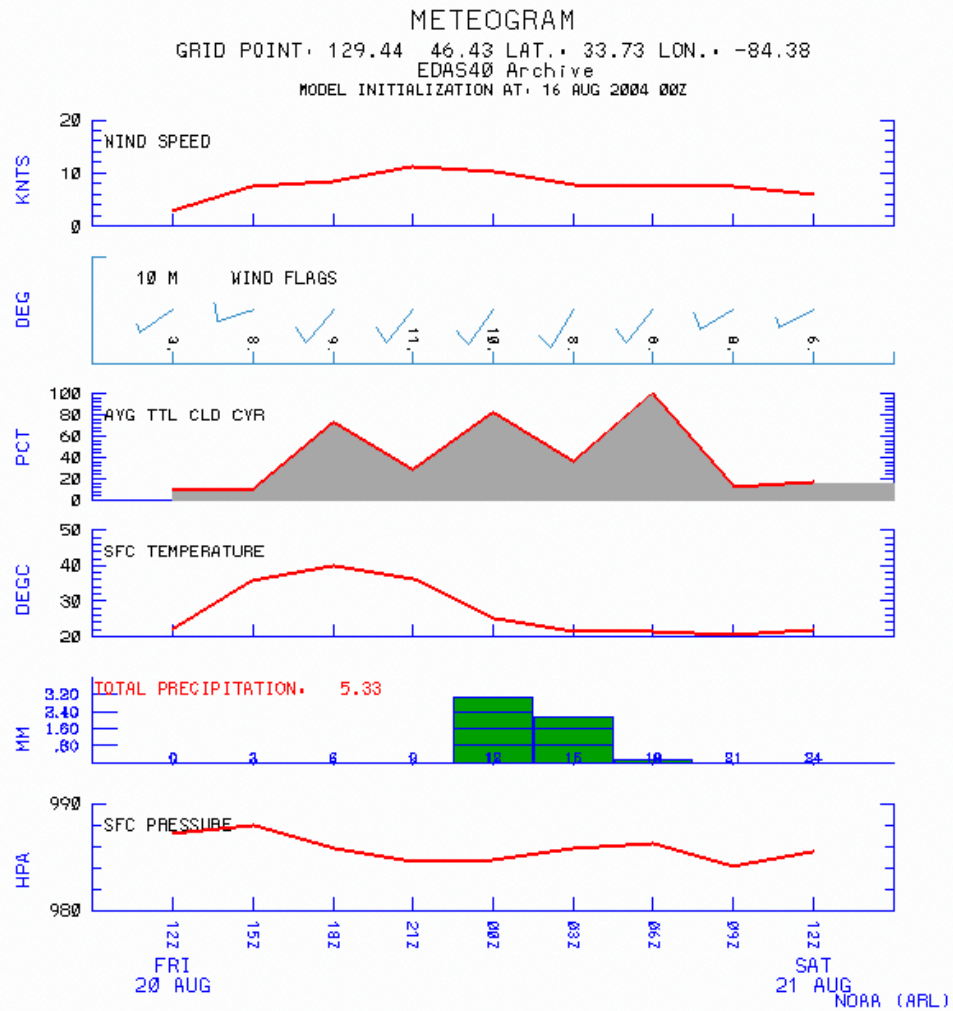 METEOGRAM
GRID POINT: 129.44 46.43 LAT.: 33.73 LON.: -84.38
EDAS40 Archive
MODEL INITIALIZATION AT: 16 AUG 2004 00Z
KNTS
20
10
0
WIND SPEED
DEG
10 M WIND FLAGS
3. 8. 9. 11. 10. 8. 8. 8. 6.
PCT
100
80
60
40
20
0
AVG TTL CLD CVR
DEGC
50
40
30
20
SFC TEMPERATURE
MM
3.20
2.40
1.60
.80
TOTAL PRECIPITATION: 5.33
0 3 6 9 12 15 18 21 24
HPA
990
980
SFC PRESSURE
12Z 15Z 18Z 21Z 00Z 03Z 06Z 09Z 12Z
FRI SAT
20 AUG 21 AUG
NOAA (ARL)